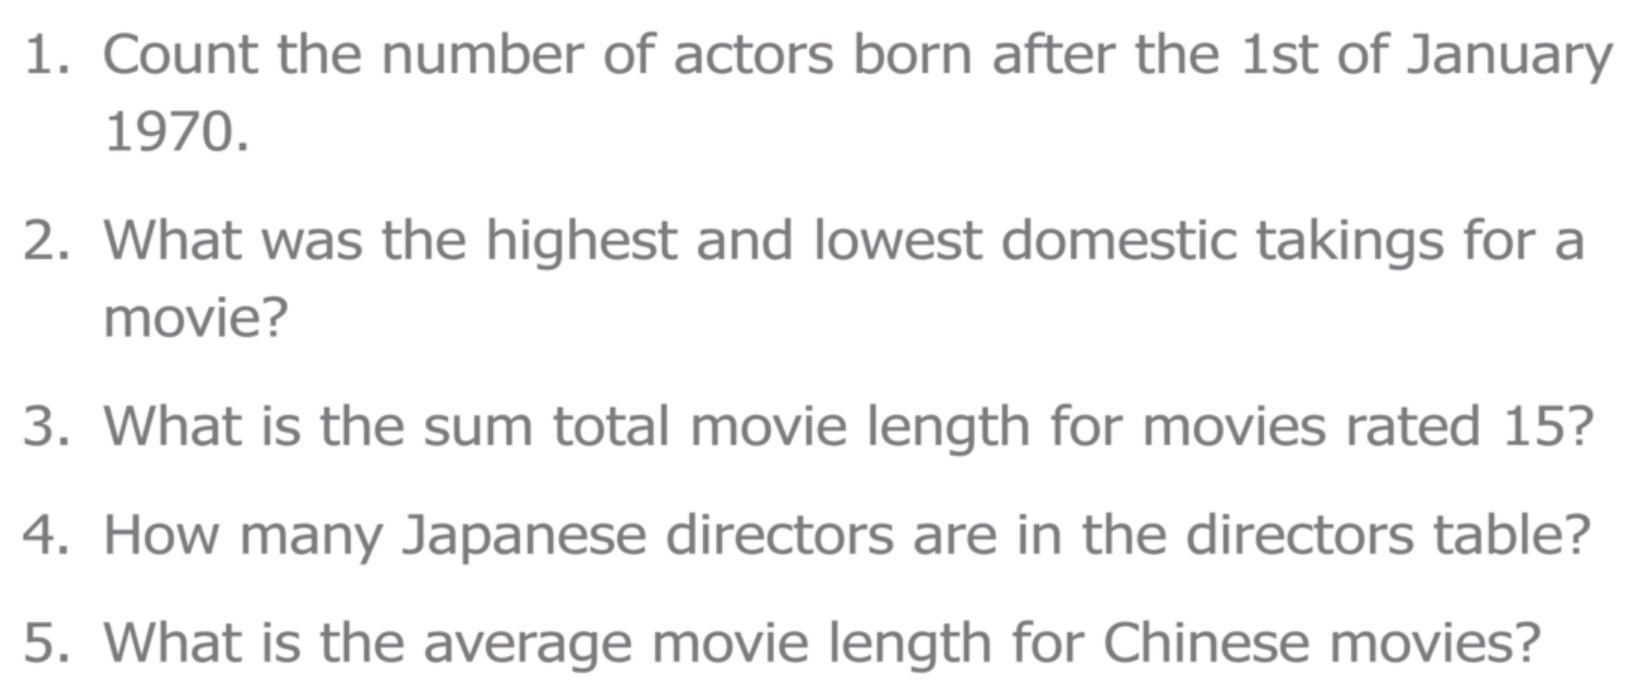 1. Count the number of actors born after the 1st of January
1970.
2. What was the highest and lowest domestic takings for a
movie?
3. What is the sum total movie length for movies rated 15?
4. How many Japanese directors are in the directors table?
5. What is the average movie length for Chinese movies?